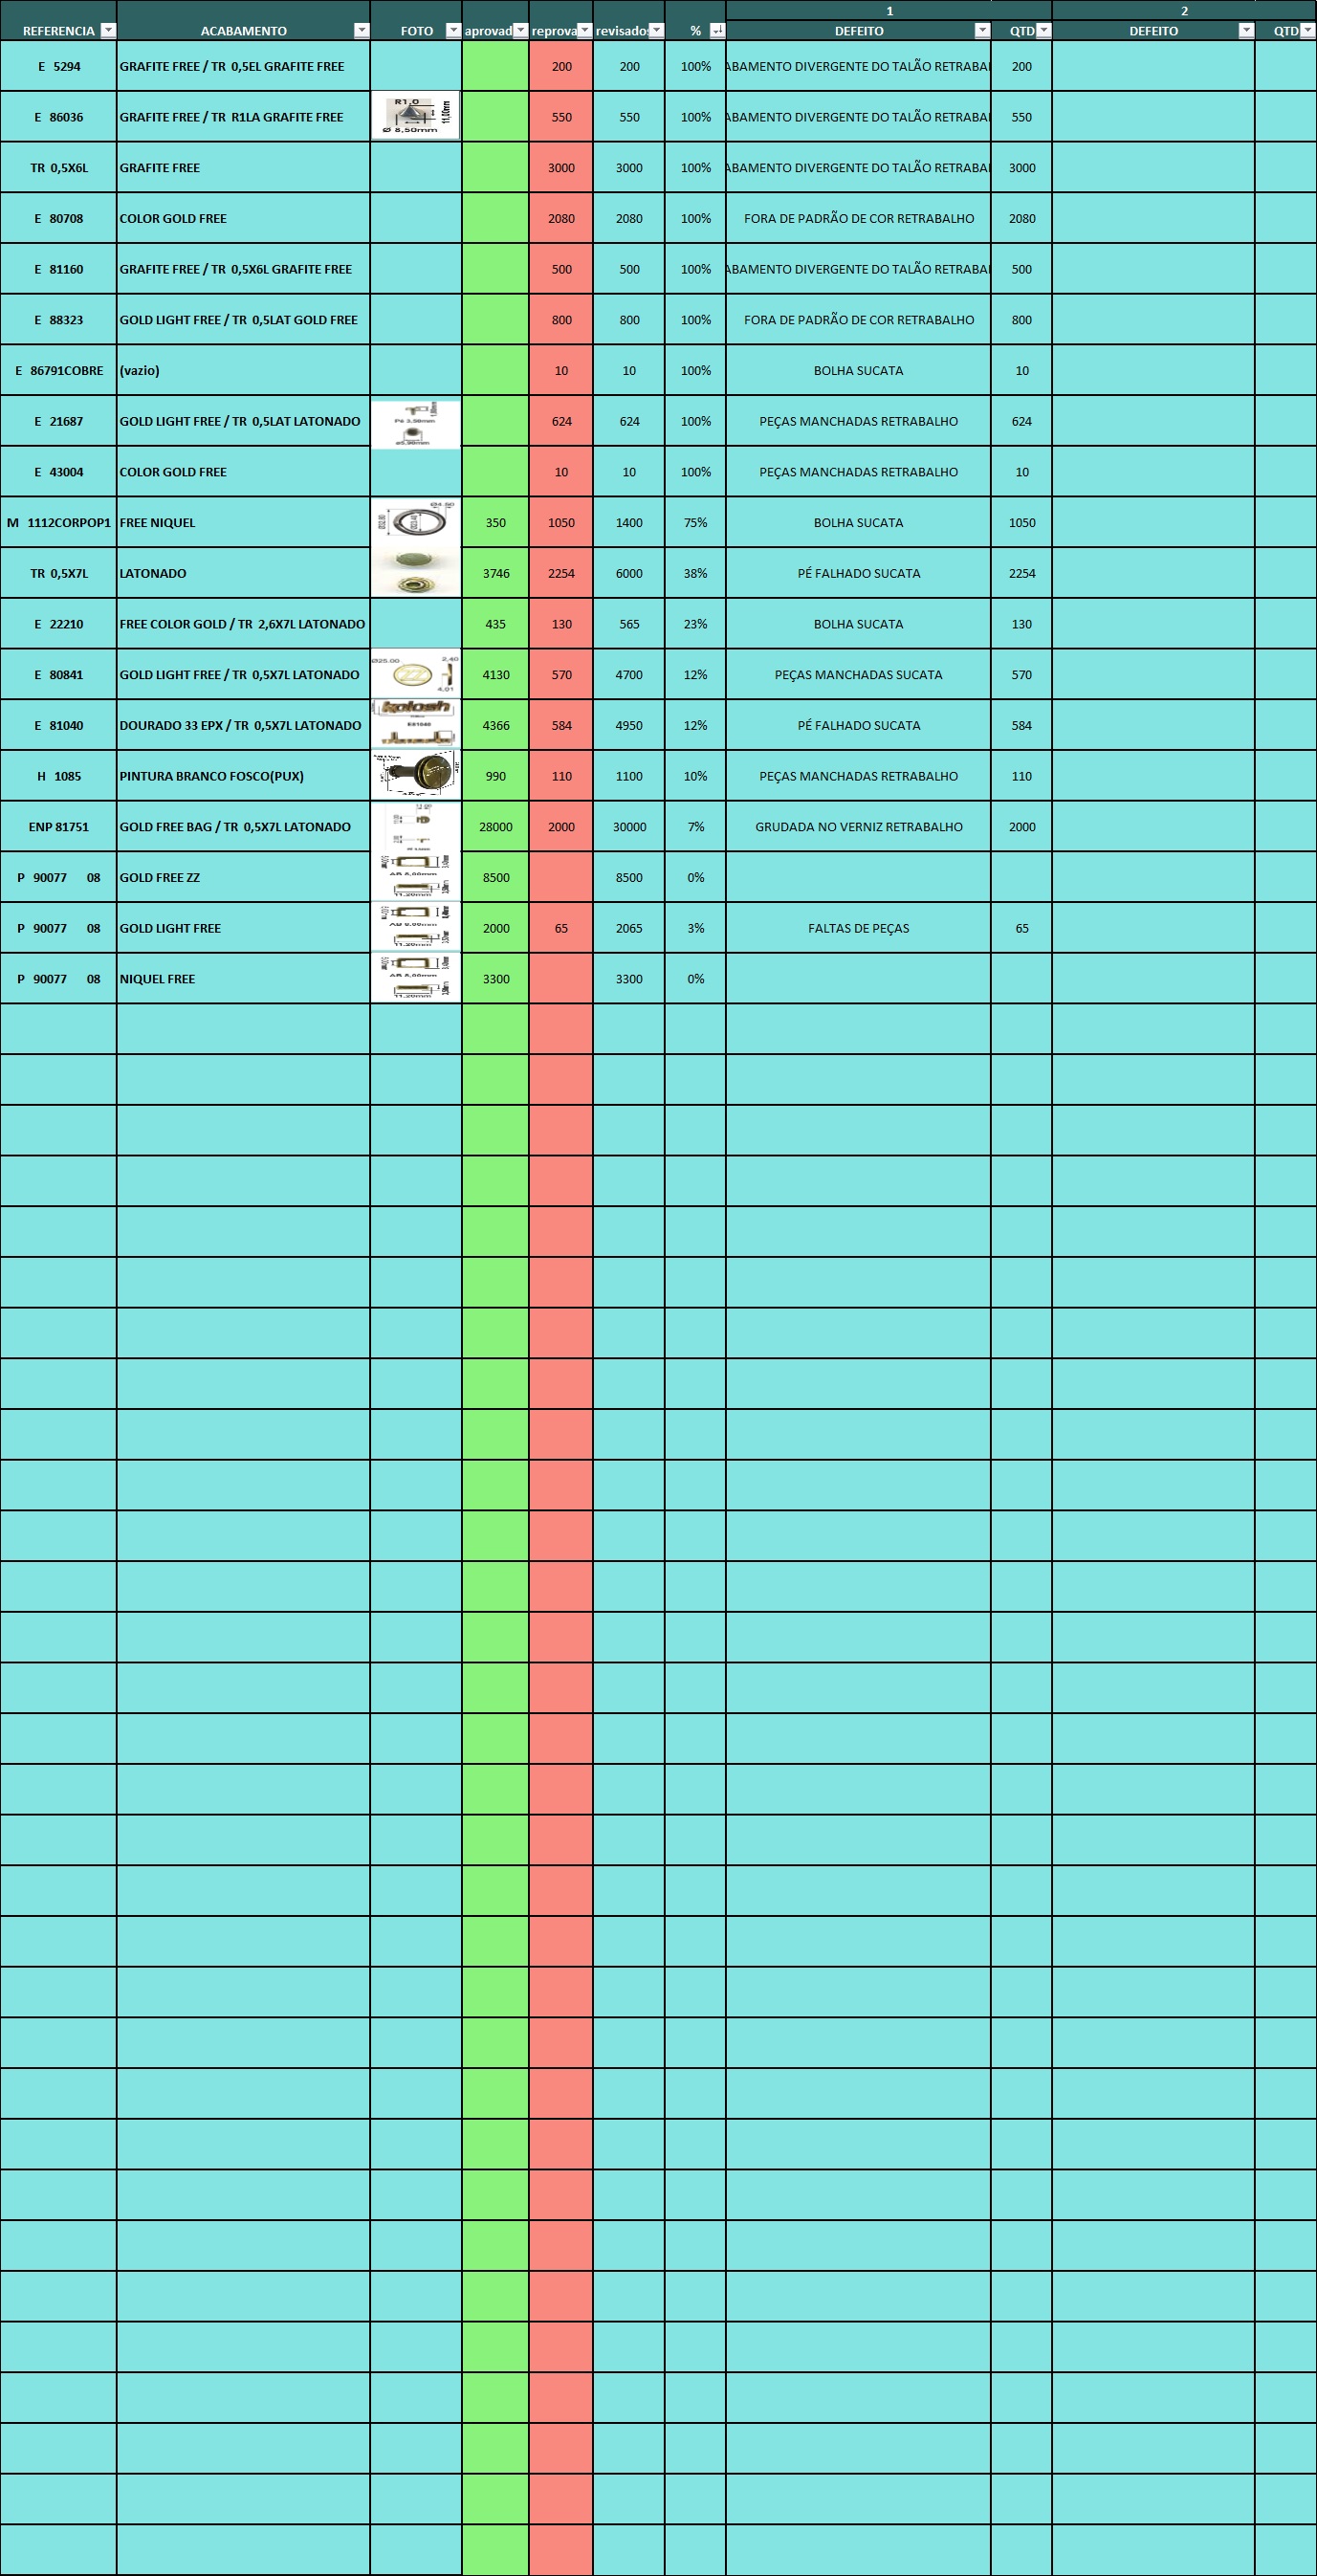 1 2
REFERENCIA ACABAMENTO FOTO aprovad reprova revisados % DEFEITO QTD DEFEITO QTD
E 5294 GRAFITE FREE / TR 0,5EL GRAFITE FREE 200 200 100% ABAMENTO DIVERGENTE DO TALÃO RETRABAI 200
E 86036 GRAFITE FREE / TR R1LA GRAFITE FREE R1.0 11,00mm Ø 8,50mm 550 550 100% ABAMENTO DIVERGENTE DO TALÃO RETRABAI 550
TR 0,5X6L GRAFITE FREE 3000 3000 100% ABAMENTO DIVERGENTE DO TALÃO RETRABAI 3000
E 80708 COLOR GOLD FREE 2080 2080 100% FORA DE PADRÃO DE COR RETRABALHO 2080
E 81160 GRAFITE FREE / TR 0,5X6L GRAFITE FREE 500 500 100% ABAMENTO DIVERGENTE DO TALÃO RETRABAI 500
E 88323 GOLD LIGHT FREE / TR 0,5LAT GOLD FREE 800 800 100% FORA DE PADRÃO DE COR RETRABALHO 800
E 86791COBRE (vazio) 10 10 100% BOLHA SUCATA 10
E 21687 GOLD LIGHT FREE / TR 0,5LAT LATONADO Pé 3,50mm 624 624 100% PEÇAS MANCHADAS RETRABALHO 624
E 43004 COLOR GOLD FREE 10 10 100% PEÇAS MANCHADAS RETRABALHO 10
M 1112CORPOP1 FREE NIQUEL 350 1050 1400 75% BOLHA SUCATA 1050
TR 0,5X7L LATONADO 3746 2254 6000 38% PÉ FALHADO SUCATA 2254
E 22210 FREE COLOR GOLD / TR 2,6X7L LATONADO 435 130 565 23% BOLHA SUCATA 130
E 80841 GOLD LIGHT FREE / TR 0,5X7L LATONADO Ø25.00 2,40 4,01 4130 570 4700 12% PEÇAS MANCHADAS SUCATA 570
E 81040 DOURADO 33 EPX / TR 0,5X7L LATONADO kolosh E81040 4366 584 4950 12% PÉ FALHADO SUCATA 584
H 1085 PINTURA BRANCO FOSCO(PUX) 990 110 1100 10% PEÇAS MANCHADAS RETRABALHO 110
ENP 81751 GOLD FREE BAG / TR 0,5X7L LATONADO 28000 2000 30000 7% GRUDADA NO VERNIZ RETRABALHO 2000
P 90077 08 GOLD FREE ZZ 11,20mm 8500 8500 0%
P 90077 08 GOLD LIGHT FREE 11,20mm 2000 65 2065 3% FALTAS DE PEÇAS 65
P 90077 08 NIQUEL FREE 11,20mm 3300 3300 0%